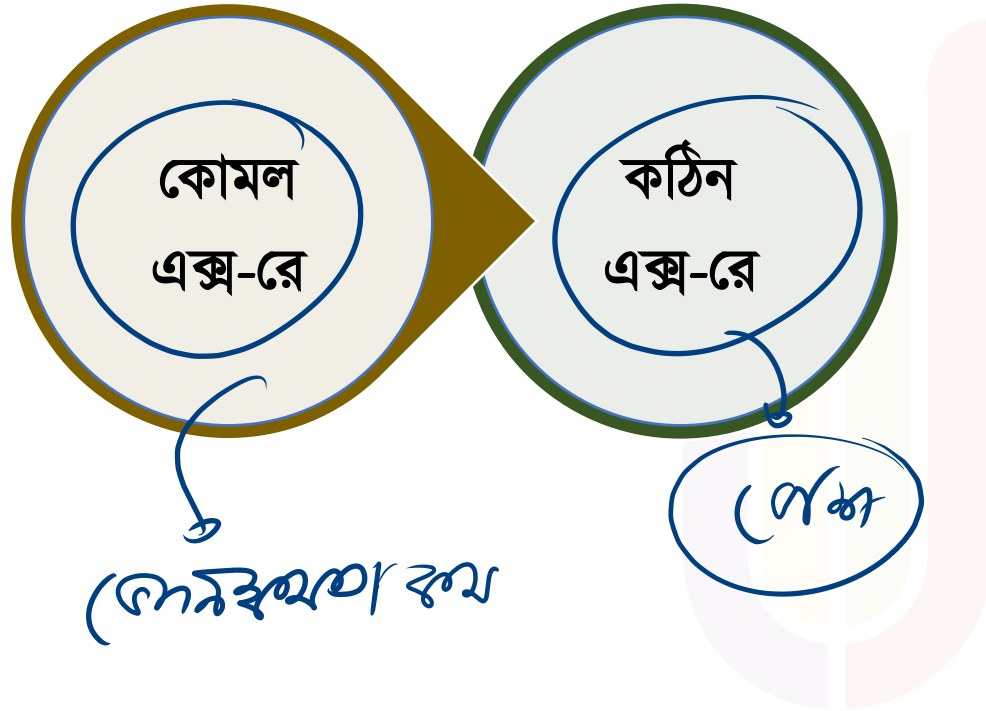 কোমল
এক্স-রে
কঠিন
এক্স-রে
ভেদনক্ষমতা কম
বেশি